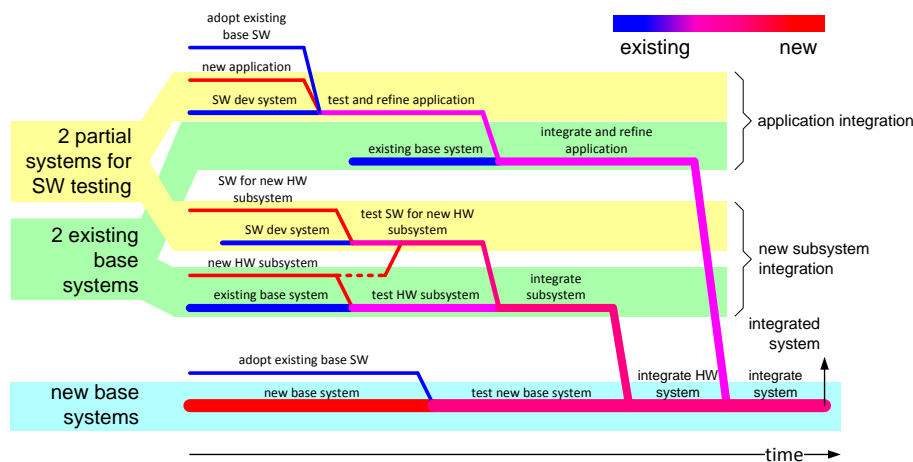 adopt existing
base SW
existing
new
new application
SW dev system
test and refine application
application integration
2 partial
systems for
SW testing
existing base system
integrate and refine
application
SW for new HW
subsystem
test SW for new HW
subsystem
SW dev system
2 existing
base
systems
new HW subsystem
new subsystem
integration
existing base system
test HW subsystem
integrate
subsystem
integrated
system
adopt existing base SW
new base
systems
new base system
test new base system
integrate HW
system
integrate
system
time